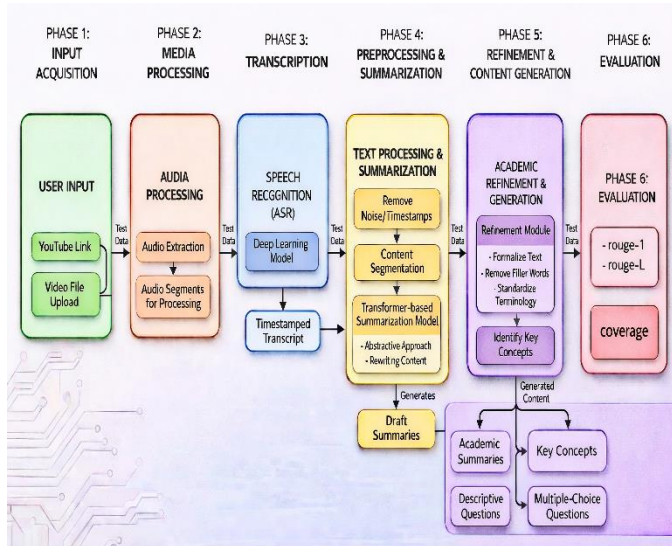 PHASE 1:
INPUT
ACQUISITION
PHASE 2:
MEDIA
PROCESSING
PHASE 3:
TRANSCRIPTION
PHASE 4:
PREPROCESSING &
SUMMARIZATION
PHASE 5:
REFINEMENT &
CONTENT GENERATION
PHASE 6:
EVALUATION
USER INPUT
YouTube Link
Video File
Upload
Test
Data
AUDIA
PROCESSING
Audio Extraction
Audio Segments
for Processing
Test
Data
SPEECH
RECGGNITION
(ASR)
Deep Learning
Model
Timestamped
Transcript
Test
Data
TEXT PROCESSING &
SUMMARIZATION
Remove
Noise/Timestamps
Content
Segmentation
Transformer-based
Summarization Model
- Abstractive Approach
- Rewriting Content
Generates
Draft
Summaries
Test
Data
ACADEMIC
REFINEMENT &
GENERATION
Refinement Module
- Formalize Text
- Remove Filler Words
- Standardize
Terminology
Identify Key
Concepts
Generated
Content
Academic
Summaries
Key Concepts
Descriptive
Questions
Multiple-Choice
Questions
Test
Data
PHASE 6:
EVALUATION
- rouge-1
- rouge-L
coverage